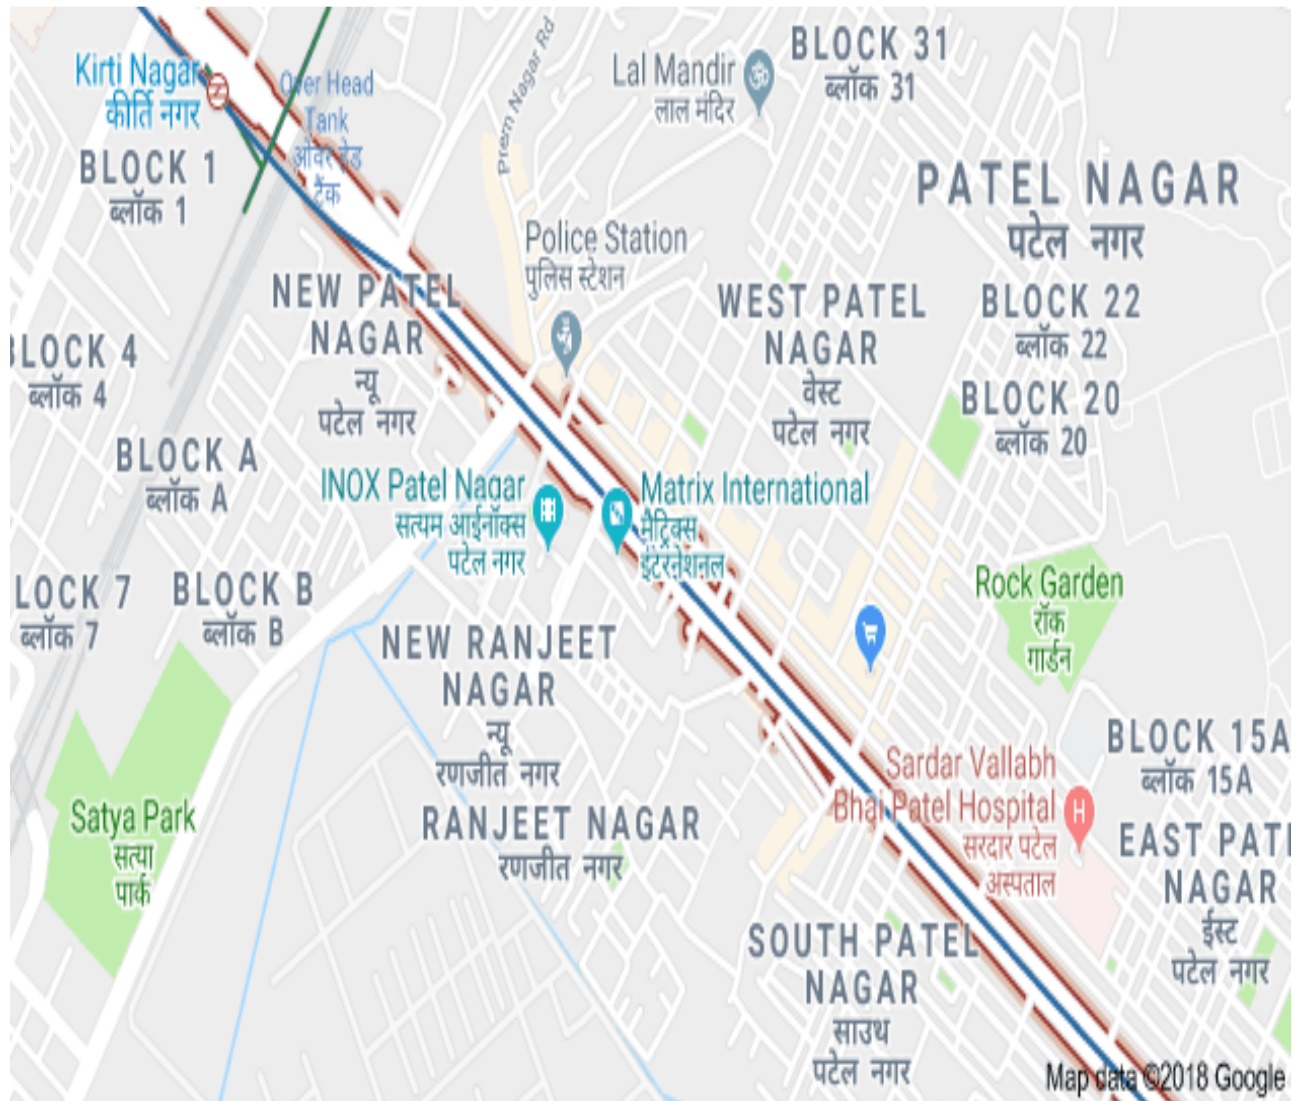 BLOCK 31
ब्लॉक 31
Lal Mandir
लाल मंदिर
Prem Nagar Rd
Kirti Nagar
कीर्ति नगर
Over Head
Tank
ओवर हेड
टैंक
BLOCK 1
ब्लॉक 1
PATEL NAGAR
पटेल नगर
Police Station
पुलिस स्टेशन
NEW PATEL
NAGAR
न्यू
पटेल नगर
WEST PATEL
NAGAR
वेस्ट
पटेल नगर
BLOCK 22
ब्लॉक 22
LOCK 4
ब्लॉक 4
BLOCK 20
ब्लॉक 20
BLOCK A
ब्लॉक A
INOX Patel Nagar
सत्यम आईनॉक्स
पटेल नगर
Matrix International
मैट्रिक्स
इंटरनेशनल
LOCK 7
ब्लॉक 7
BLOCK B
ब्लॉक B
Rock Garden
रॉक
गार्डन
NEW RANJEET
NAGAR
न्यू
रणजीत नगर
RANJEET NAGAR
रणजीत नगर
Satya Park
सत्या
पार्क
Sardar Vallabh
Bhai Patel Hospital
सरदार पटेल
अस्पताल
H
BLOCK 15A
ब्लॉक 15A
EAST PATE
NAGAR
ईस्ट
पटेल नगर
SOUTH PATEL
NAGAR
साउथ
पटेल नगर
Map data ©2018 Google